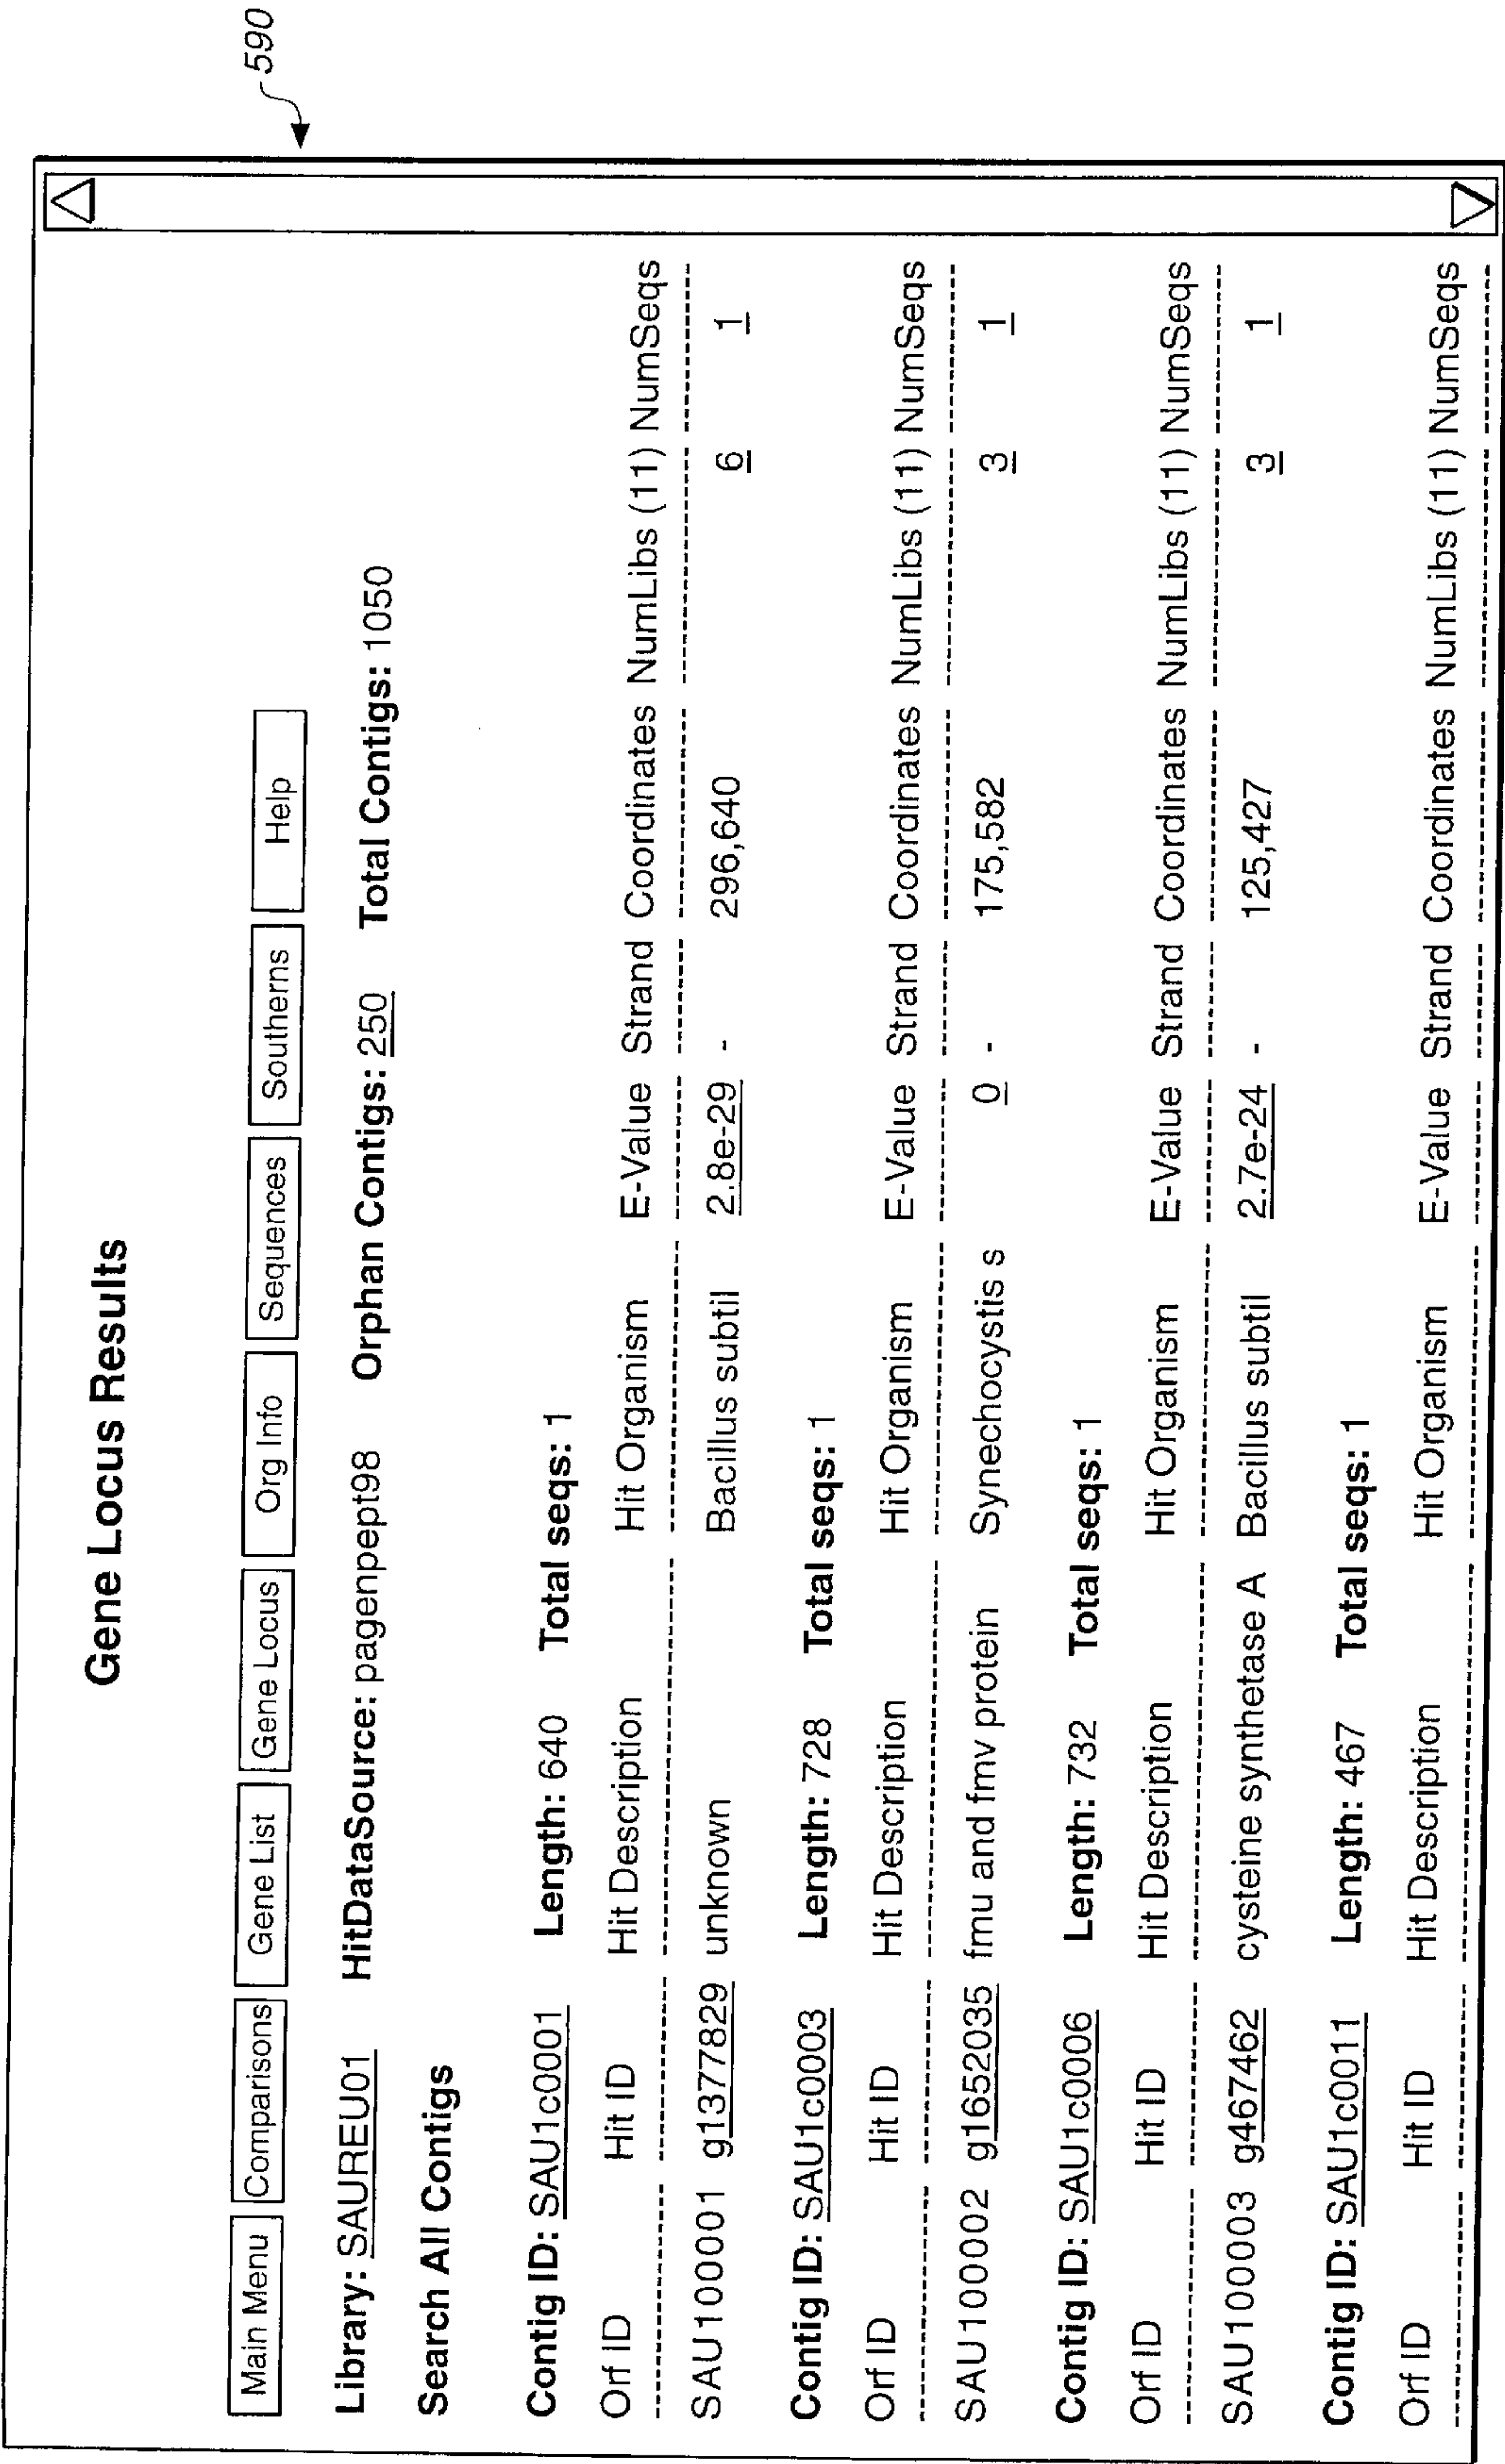 590
Gene Locus Results
Main Menu Comparisons Gene List Gene Locus Org Info Sequences Southerns Help
Library: SAUREU01 HitDataSource: pagenpept98 Orphan Contigs: 250 Total Contigs: 1050
Search All Contigs
Contig ID: SAU1c0001 Length: 640 Total seqs: 1
Orf ID Hit ID Hit Description Hit Organism E-Value Strand Coordinates NumLibs (11) NumSeqs
SAU100001 g1377829 unknown Bacillus subtil 2.8e-29 - 296,640 6 1
Contig ID: SAU1c0003 Length: 728 Total seqs: 1
Orf ID Hit ID Hit Description Hit Organism E-Value Strand Coordinates NumLibs (11) NumSeqs
SAU100002 g1652035 fmu and fmv protein Synechocystis s 0 - 175,582 3 1
Contig ID: SAU1c0006 Length: 732 Total seqs: 1
Orf ID Hit ID Hit Description Hit Organism E-Value Strand Coordinates NumLibs (11) NumSeqs
SAU100003 g467462 cysteine synthetase A Bacillus subtil 2.7e-24 - 125,427 3 1
Contig ID: SAU1c0011 Length: 467 Total seqs: 1
Orf ID Hit ID Hit Description Hit Organism E-Value Strand Coordinates NumLibs (11) NumSeqs